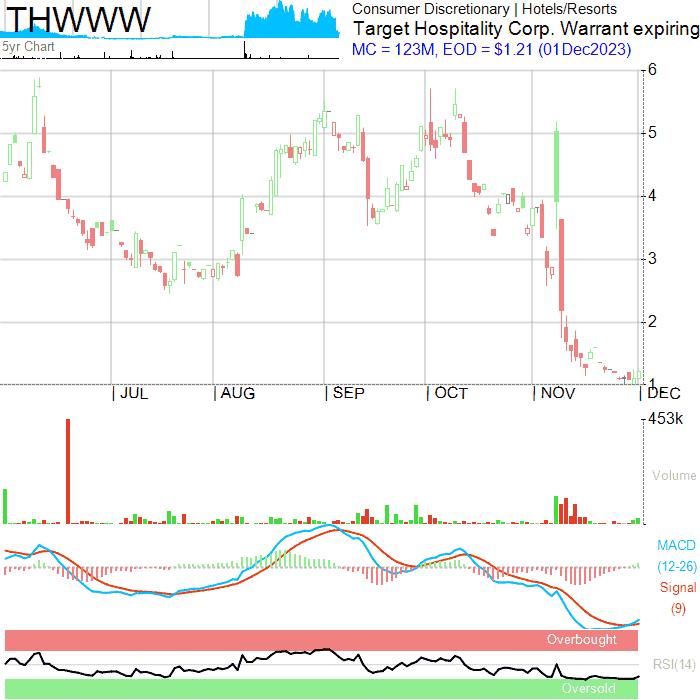 THWWW
5yr Chart
Consumer Discretionary | Hotels/Resorts
Target Hospitality Corp. Warrant expiring
MC = 123M, EOD = $1.21 (01Dec2023)
6
5
4
3
2
1
JUL
AUG
SEP
OCT
NOV
DEC
453k
Volume
MACD
(12-26)
Signal
(9)
Overbought
RSI(14)
Oversold